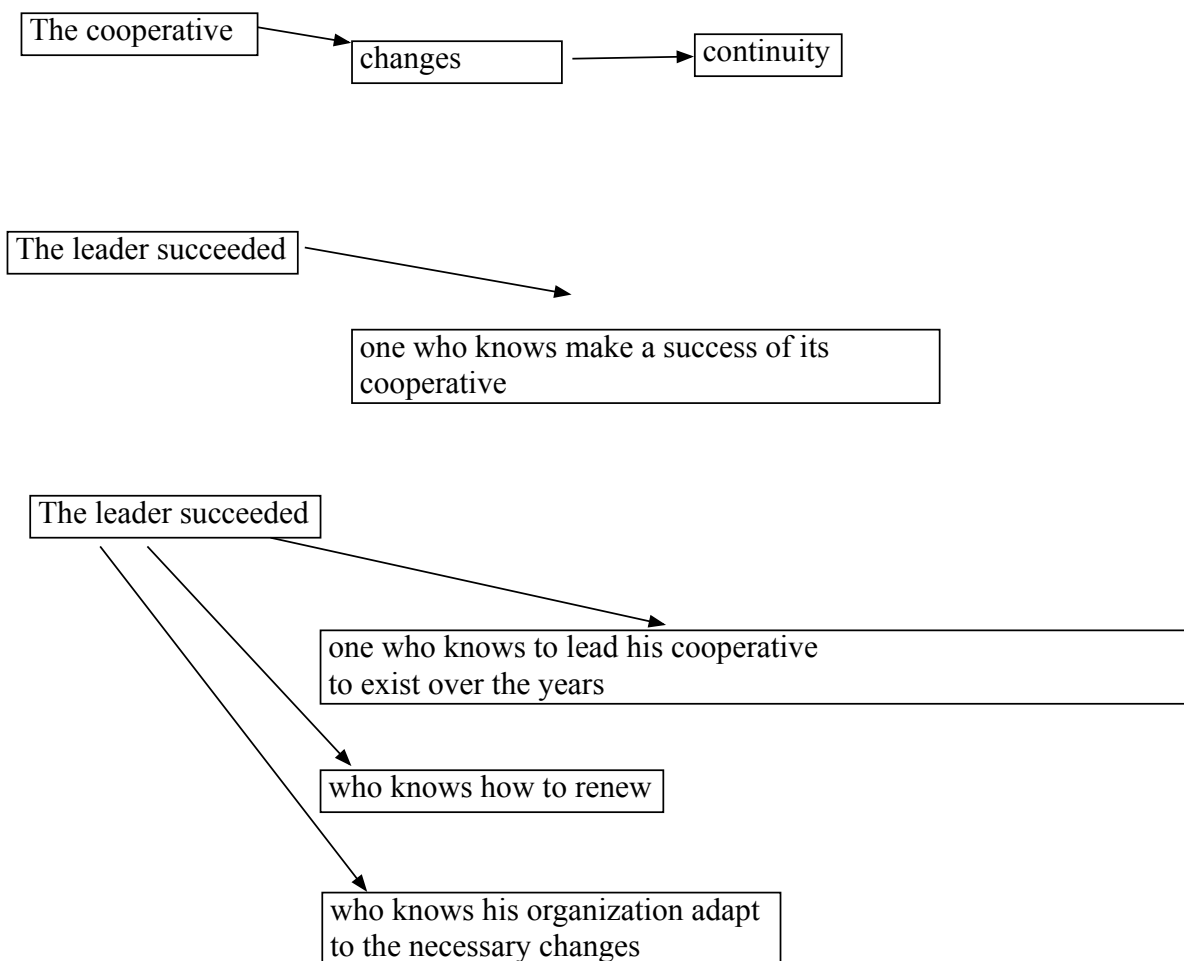 The cooperative
changes
continuity
The leader succeeded
one who knows make a success of its
cooperative
The leader succeeded
one who knows to lead his cooperative
to exist over the years
who knows how to renew
who knows his organization adapt
to the necessary changes